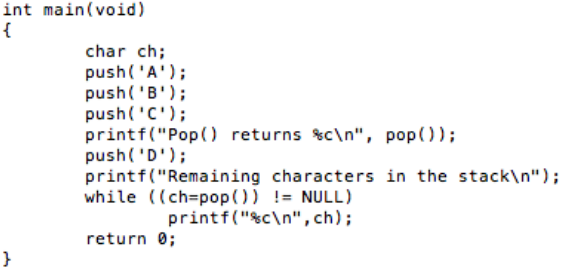 int main(void)
{
        char ch;
        push('A');
        push('B');
        push('C');
        printf("Pop() returns %c\n", pop());
        push('D');
        printf("Remaining characters in the stack\n");
        while ((ch=pop()) != NULL)
                printf("%c\n",ch);
        return 0;
}